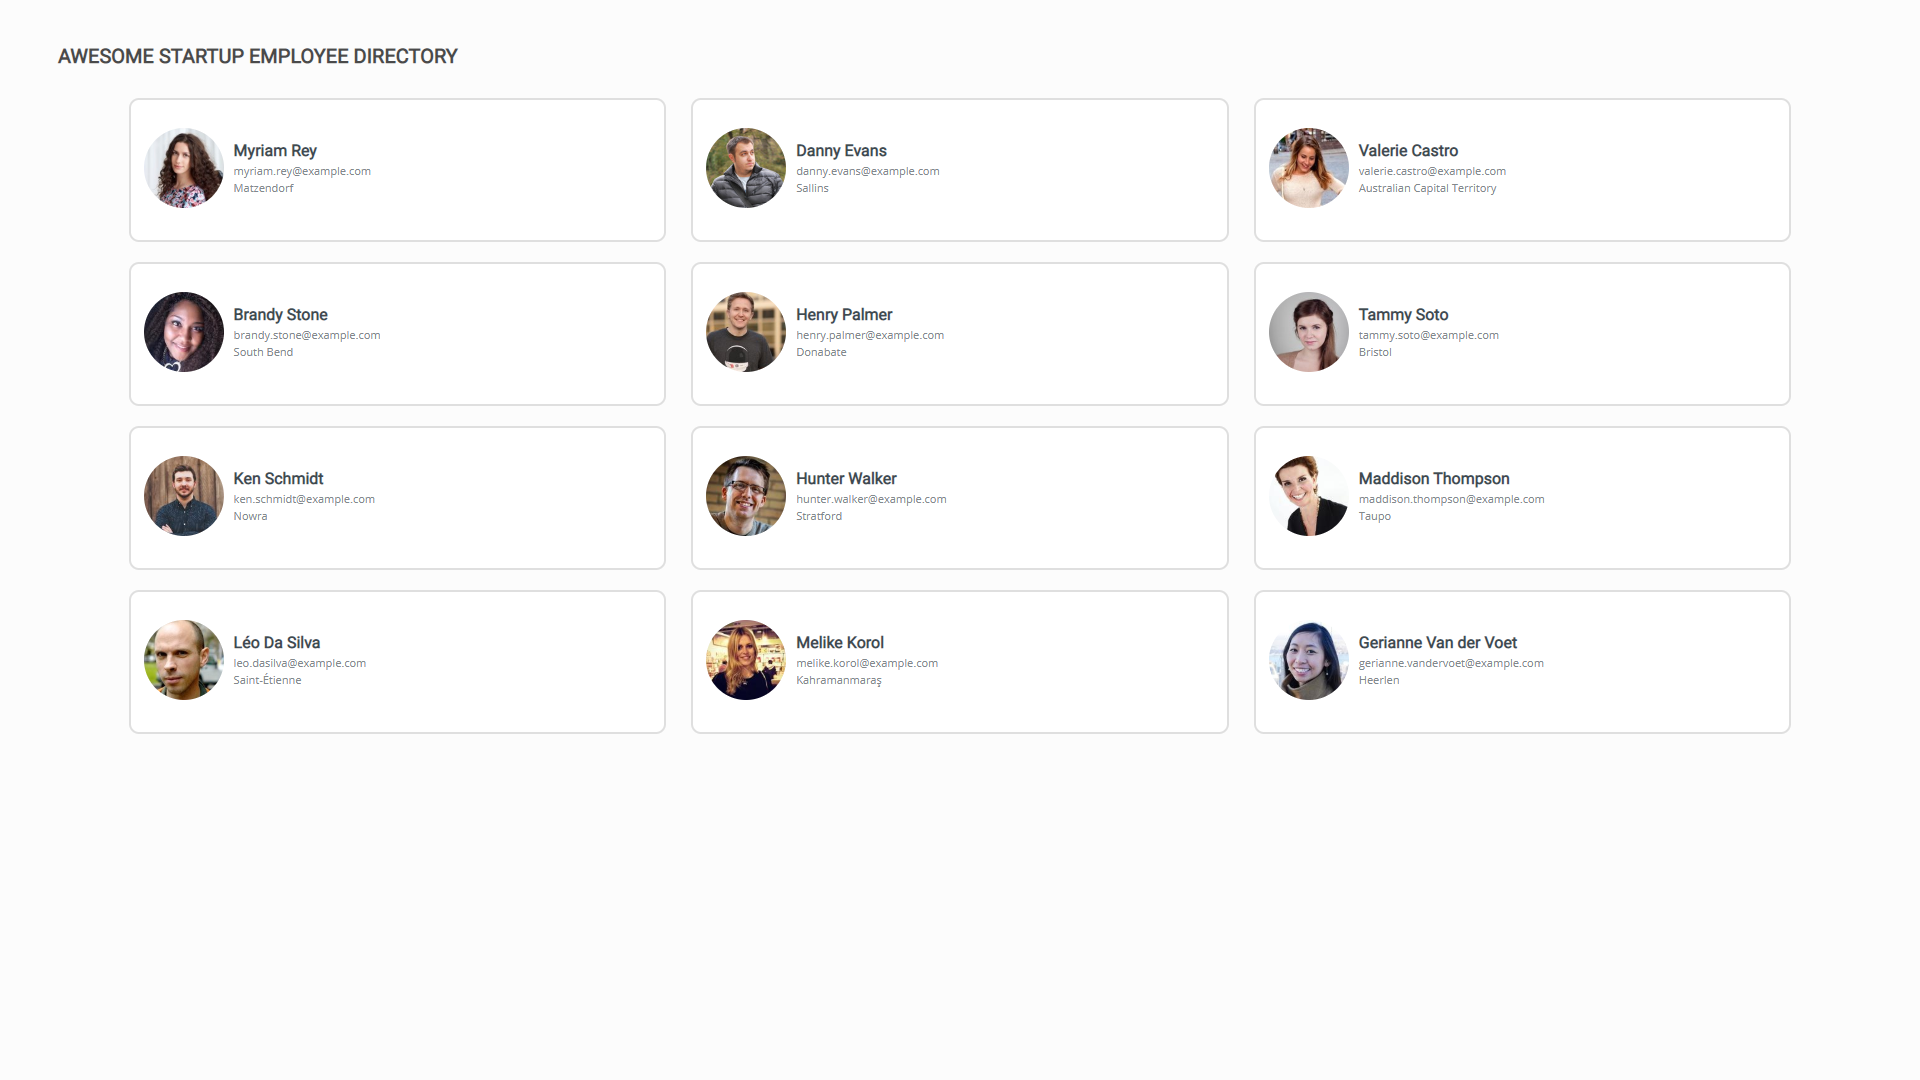 AWESOME STARTUP EMPLOYEE DIRECTORY
Myriam Rey
myriam.rey@example.com
Matzendorf
Danny Evans
danny.evans@example.com
Sallins
Valerie Castro
valerie.castro@example.com
Australian Capital Territory
Brandy Stone
brandy.stone@example.com
South Bend
Henry Palmer
henry.palmer@example.com
Donabate
Tammy Soto
tammy.soto@example.com
Bristol
Ken Schmidt
ken.schmidt@example.com
Nowra
Hunter Walker
hunter.walker@example.com
Stratford
Maddison Thompson
maddison.thompson@example.com
Taupo
Léo Da Silva
leo.dasilva@example.com
Saint-Étienne
Melike Korol
melike.korol@example.com
Kahramanmaraş
Gerianne Van der Voet
gerianne.vandervoet@example.com
Heerlen